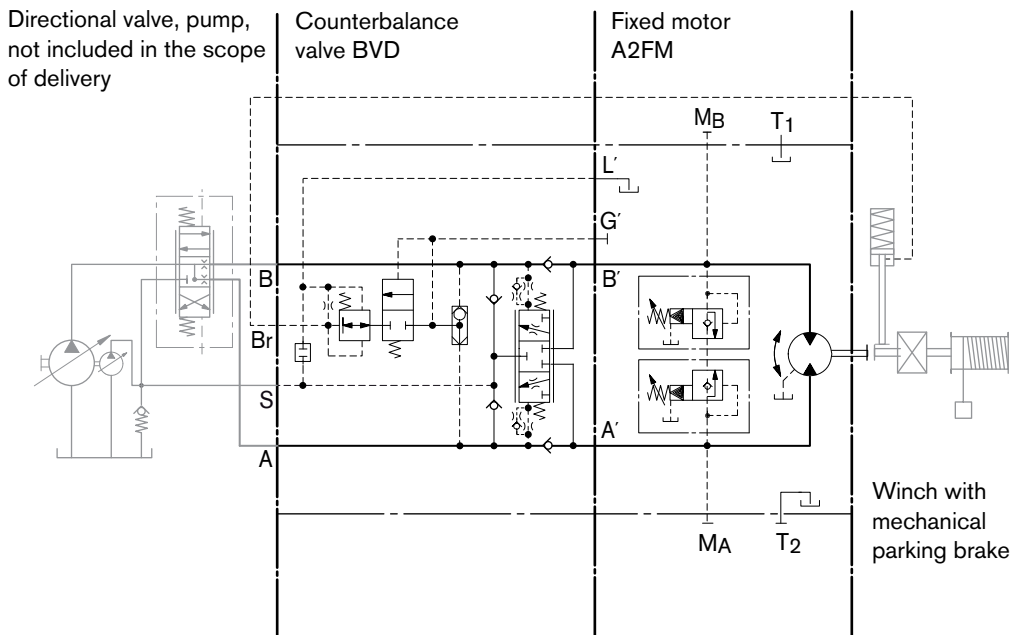 Directional valve, pump,
not included in the scope
of delivery
Counterbalance
valve BVD
Fixed motor
A2FM
MB
T1
L′
G′
B
B′
Br
S
A
A′
MA
T2
Winch with
mechanical
parking brake